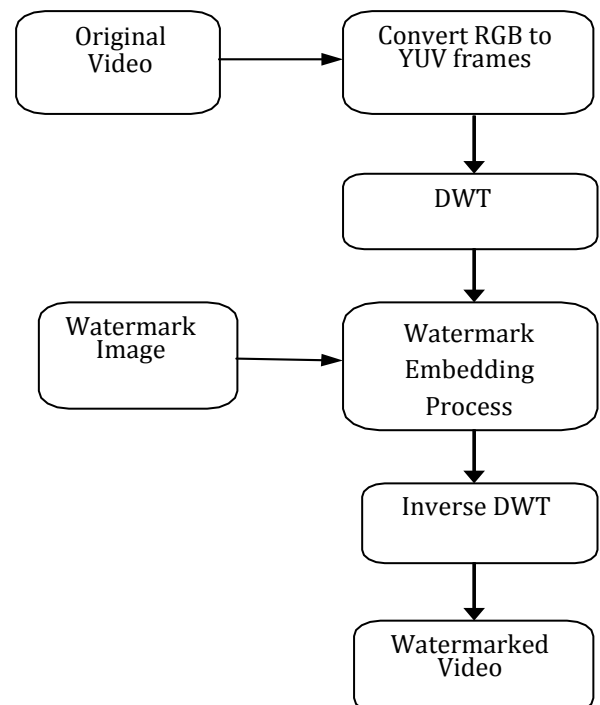 Original
Video
Convert RGB to
YUV frames
DWT
Watermark
Image
Watermark
Embedding
Process
Inverse DWT
Watermarked
Video